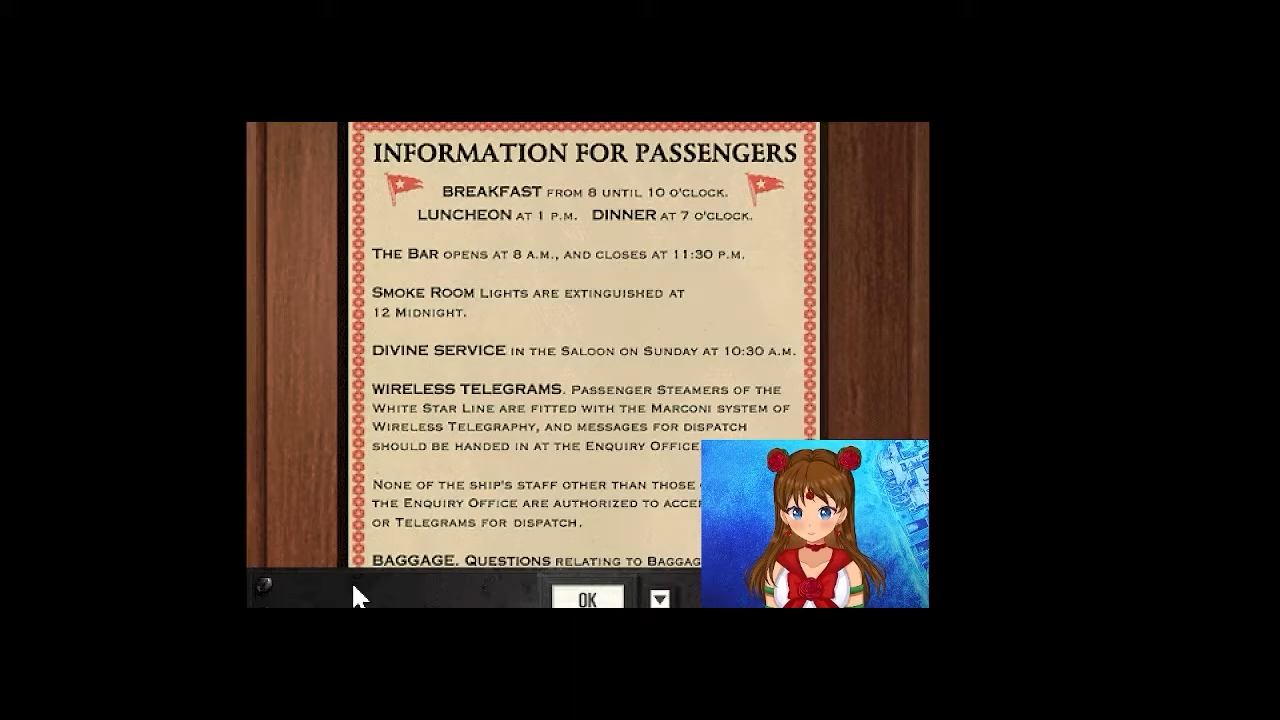 INFORMATION FOR PASSENGERS
BREAKFAST FROM 8 UNTIL 10 O'CLOCK.
LUNCHEON AT 1 P.M. DINNER AT 7 O'CLOCK.
THE BAR OPENS AT 8 A.M., AND CLOSES AT 11:30 P.M.
SMOKE ROOM LIGHTS ARE EXTINGUISHED AT
12 MIDNIGHT.
DIVINE SERVICE IN THE SALOON ON SUNDAY AT 10:30 A.M.
WIRELESS TELEGRAMS. PASSENGER STEAMERS OF THE
WHITE STAR LINE ARE FITTED WITH THE MARCONI SYSTEM OF
WIRELESS TELEGRAPHY, AND MESSAGES FOR DISPATCH
SHOULD BE HANDED IN AT THE ENQUIRY OFFICE
NONE OF THE SHIP'S STAFF OTHER THAN THOSE
THE ENQUIRY OFFICE ARE AUTHORIZED TO
OR TELEGRAMS FOR DISPATCH.
BAGGAGE. QUESTIONS RELATING TO
OK